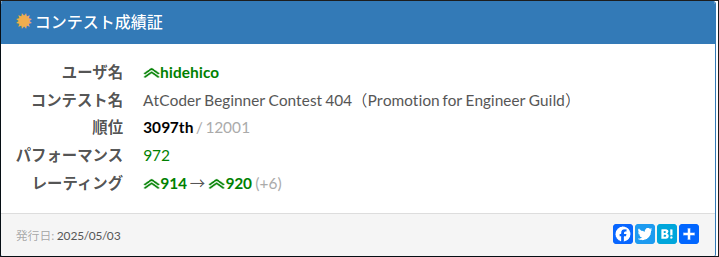 コンテスト成績証
ユーザ名 hidehico
コンテスト名 AtCoder Beginner Contest 404（Promotion for Engineer Guild）
順位 3097th / 12001
パフォーマンス 972
レーティング 914 → 920 (+6)
発行日: 2025/05/03 B!